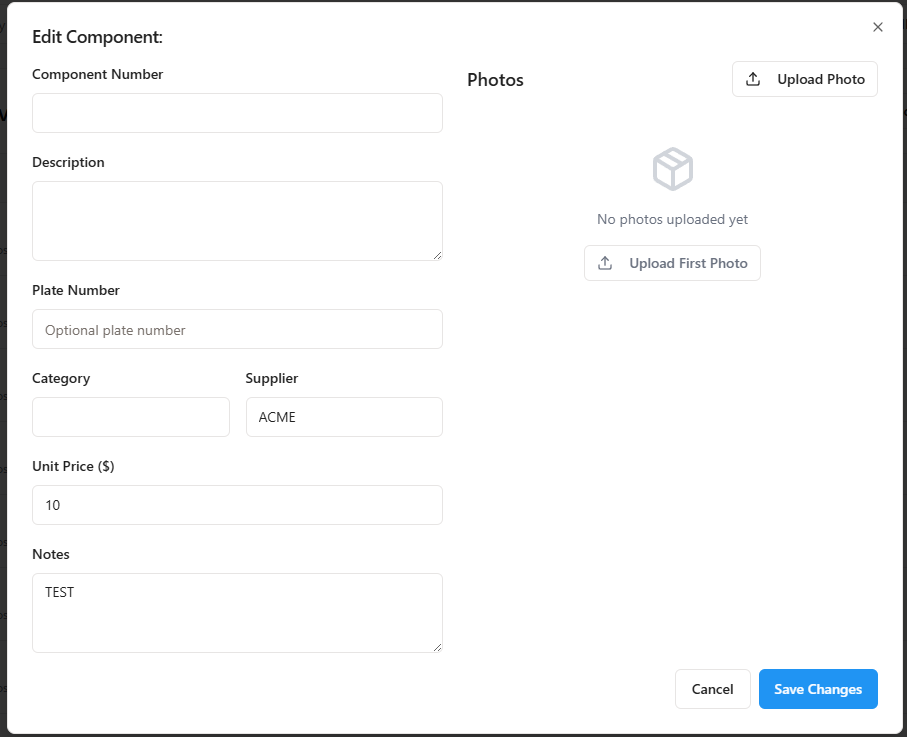 Edit Component:
Component Number
Description
Plate Number
Optional plate number
Category
Supplier
ACME
Unit Price ($)
10
Notes
TEST
Photos
Upload Photo
No photos uploaded yet
Upload First Photo
Cancel
Save Changes